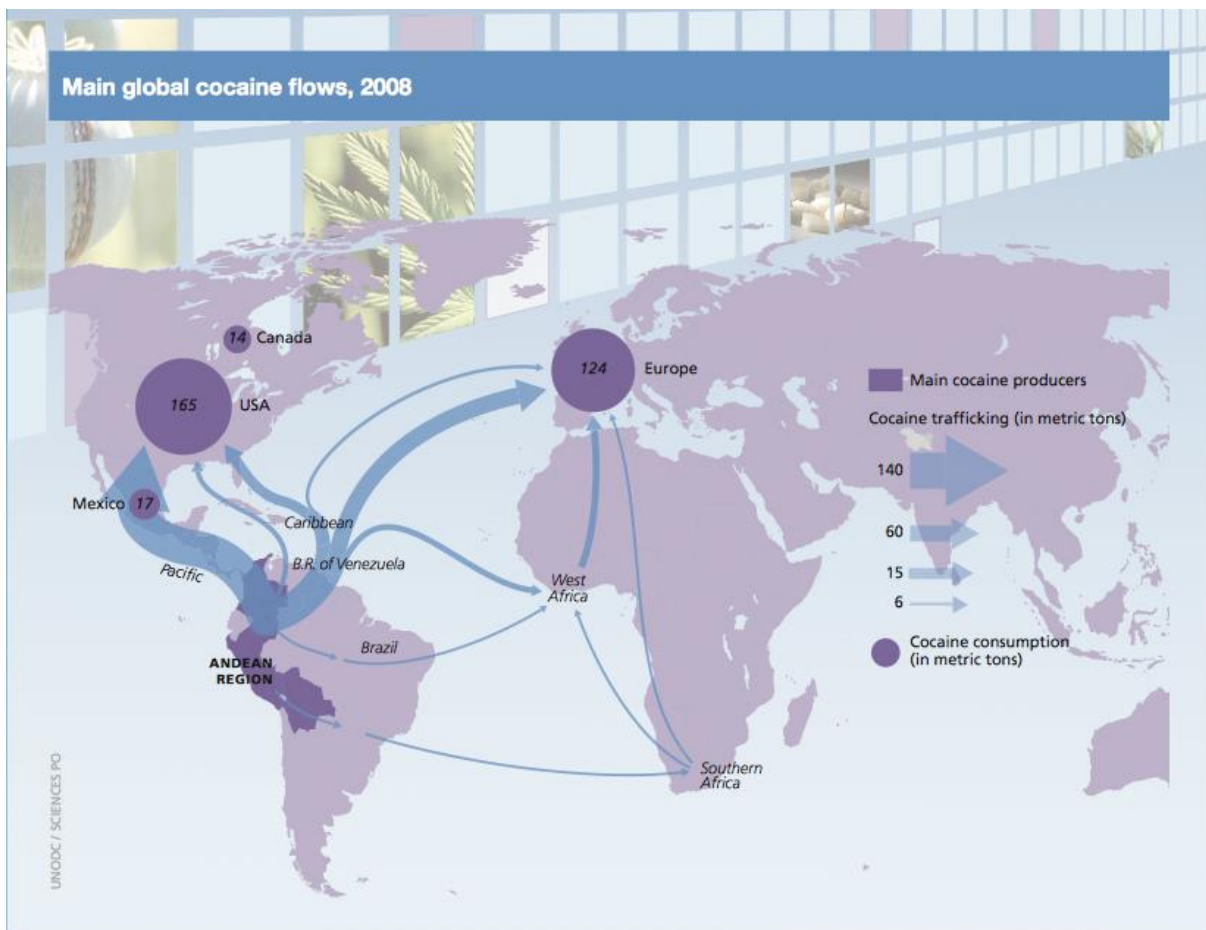 Main global cocaine flows, 2008
14 Canada
165 USA
124 Europe
Mexico 17
Caribbean
Pacific
B.R. of Venezuela
West
Africa
Brazil
ANDEAN
REGION
Southern
Africa
Main cocaine producers
Cocaine trafficking (in metric tons)
140
60
15
6
Cocaine consumption
(in metric tons)
UNODC / SCIENCES PO